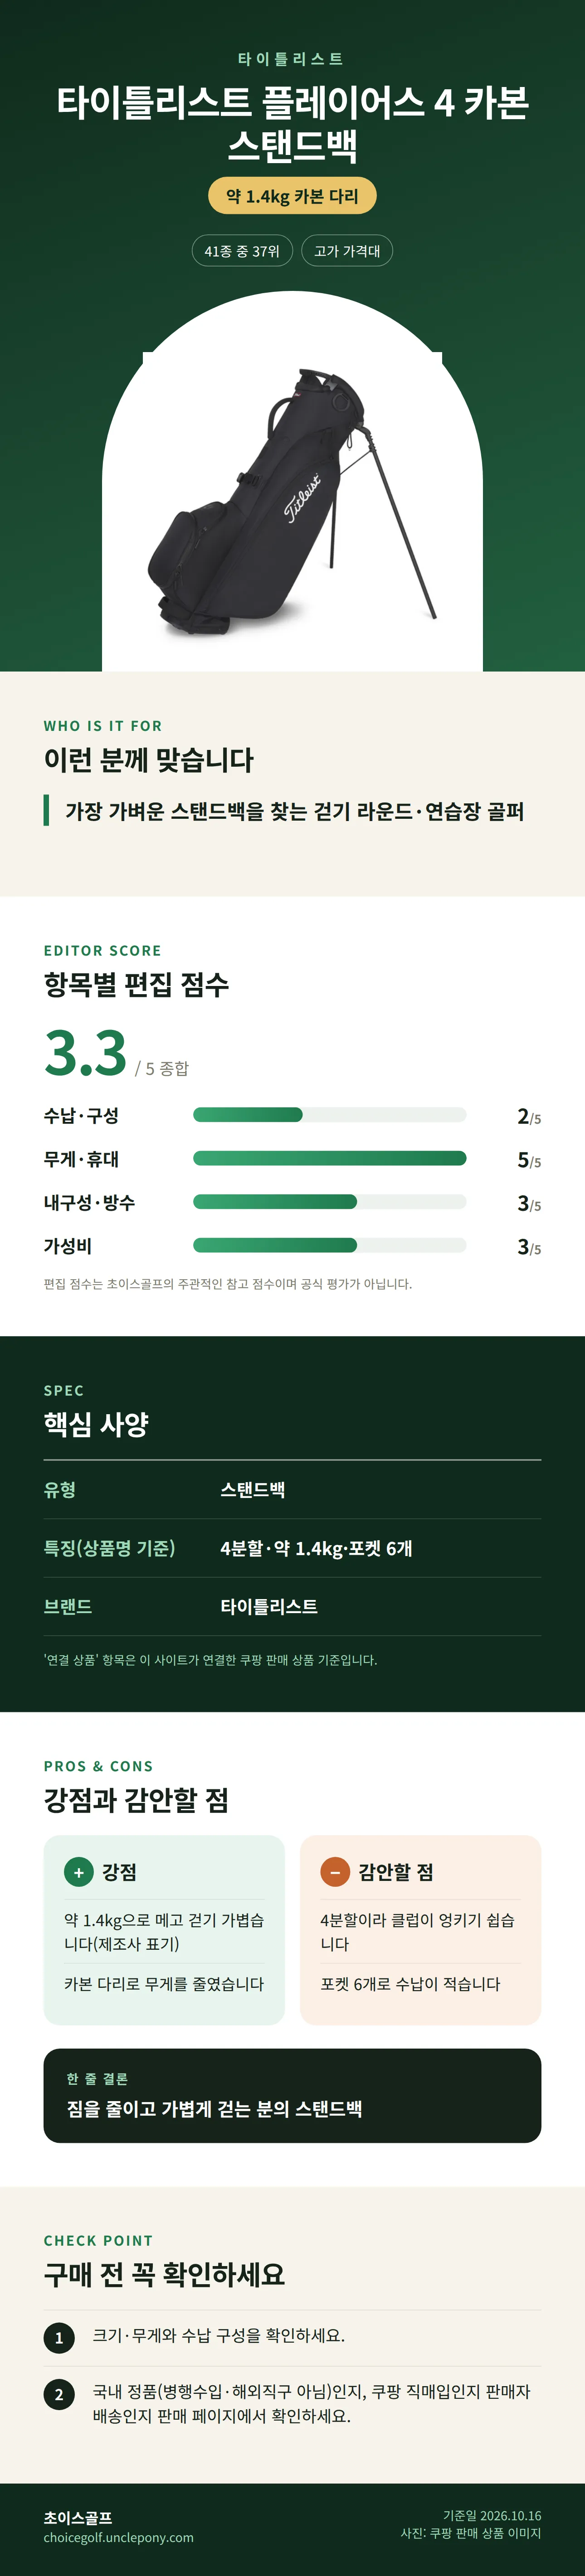 타이틀리스트
타이틀리스트 플레이어스 4 카본
스탠드백
약 1.4kg 카본 다리
41종 중 37위
고가 가격대
Titleist
WHO IS IT FOR
이런 분께 맞습니다
가장 가벼운 스탠드백을 찾는 걷기 라운드·연습장 골퍼
EDITOR SCORE
항목별 편집 점수
3.3 / 5 종합
수납·구성 2/5
무게·휴대 5/5
내구성·방수 3/5
가성비 3/5
편집 점수는 초이스골프의 주관적인 참고 점수이며 공식 평가가 아닙니다.
SPEC
핵심 사양
유형 스탠드백
특징(상품명 기준) 4분할·약 1.4kg·포켓 6개
브랜드 타이틀리스트
'연결 상품' 항목은 이 사이트가 연결한 쿠팡 판매 상품 기준입니다.
PROS & CONS
강점과 감안할 점
+ 강점
약 1.4kg으로 메고 걷기 가볍습
니다(제조사 표기)
카본 다리로 무게를 줄였습니다
− 감안할 점
4분할이라 클럽이 엉키기 쉽습
니다
포켓 6개로 수납이 적습니다
한 줄 결론
짐을 줄이고 가볍게 걷는 분의 스탠드백
CHECK POINT
구매 전 꼭 확인하세요
1 크기·무게와 수납 구성을 확인하세요.
2 국내 정품(병행수입·해외직구 아님)인지, 쿠팡 직매입인지 판매자
배송인지 판매 페이지에서 확인하세요.
초이스골프
choicegolf.unclepony.com
기준일 2026.10.16
사진: 쿠팡 판매 상품 이미지